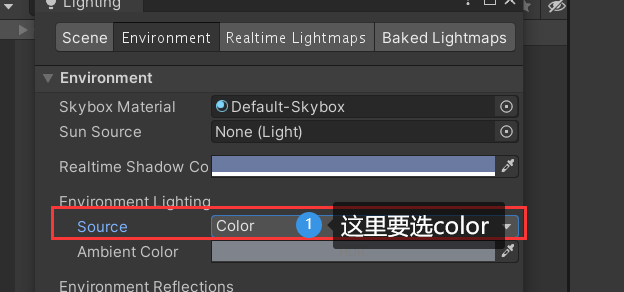 Lighting
Scene Environment Realtime Lightmaps Baked Lightmaps
Environment
Skybox Material Default-Skybox
Sun Source None (Light)
Realtime Shadow Co
Environment Lighting
Source Color 1 这里要选color
Ambient Color
Environment Reflections